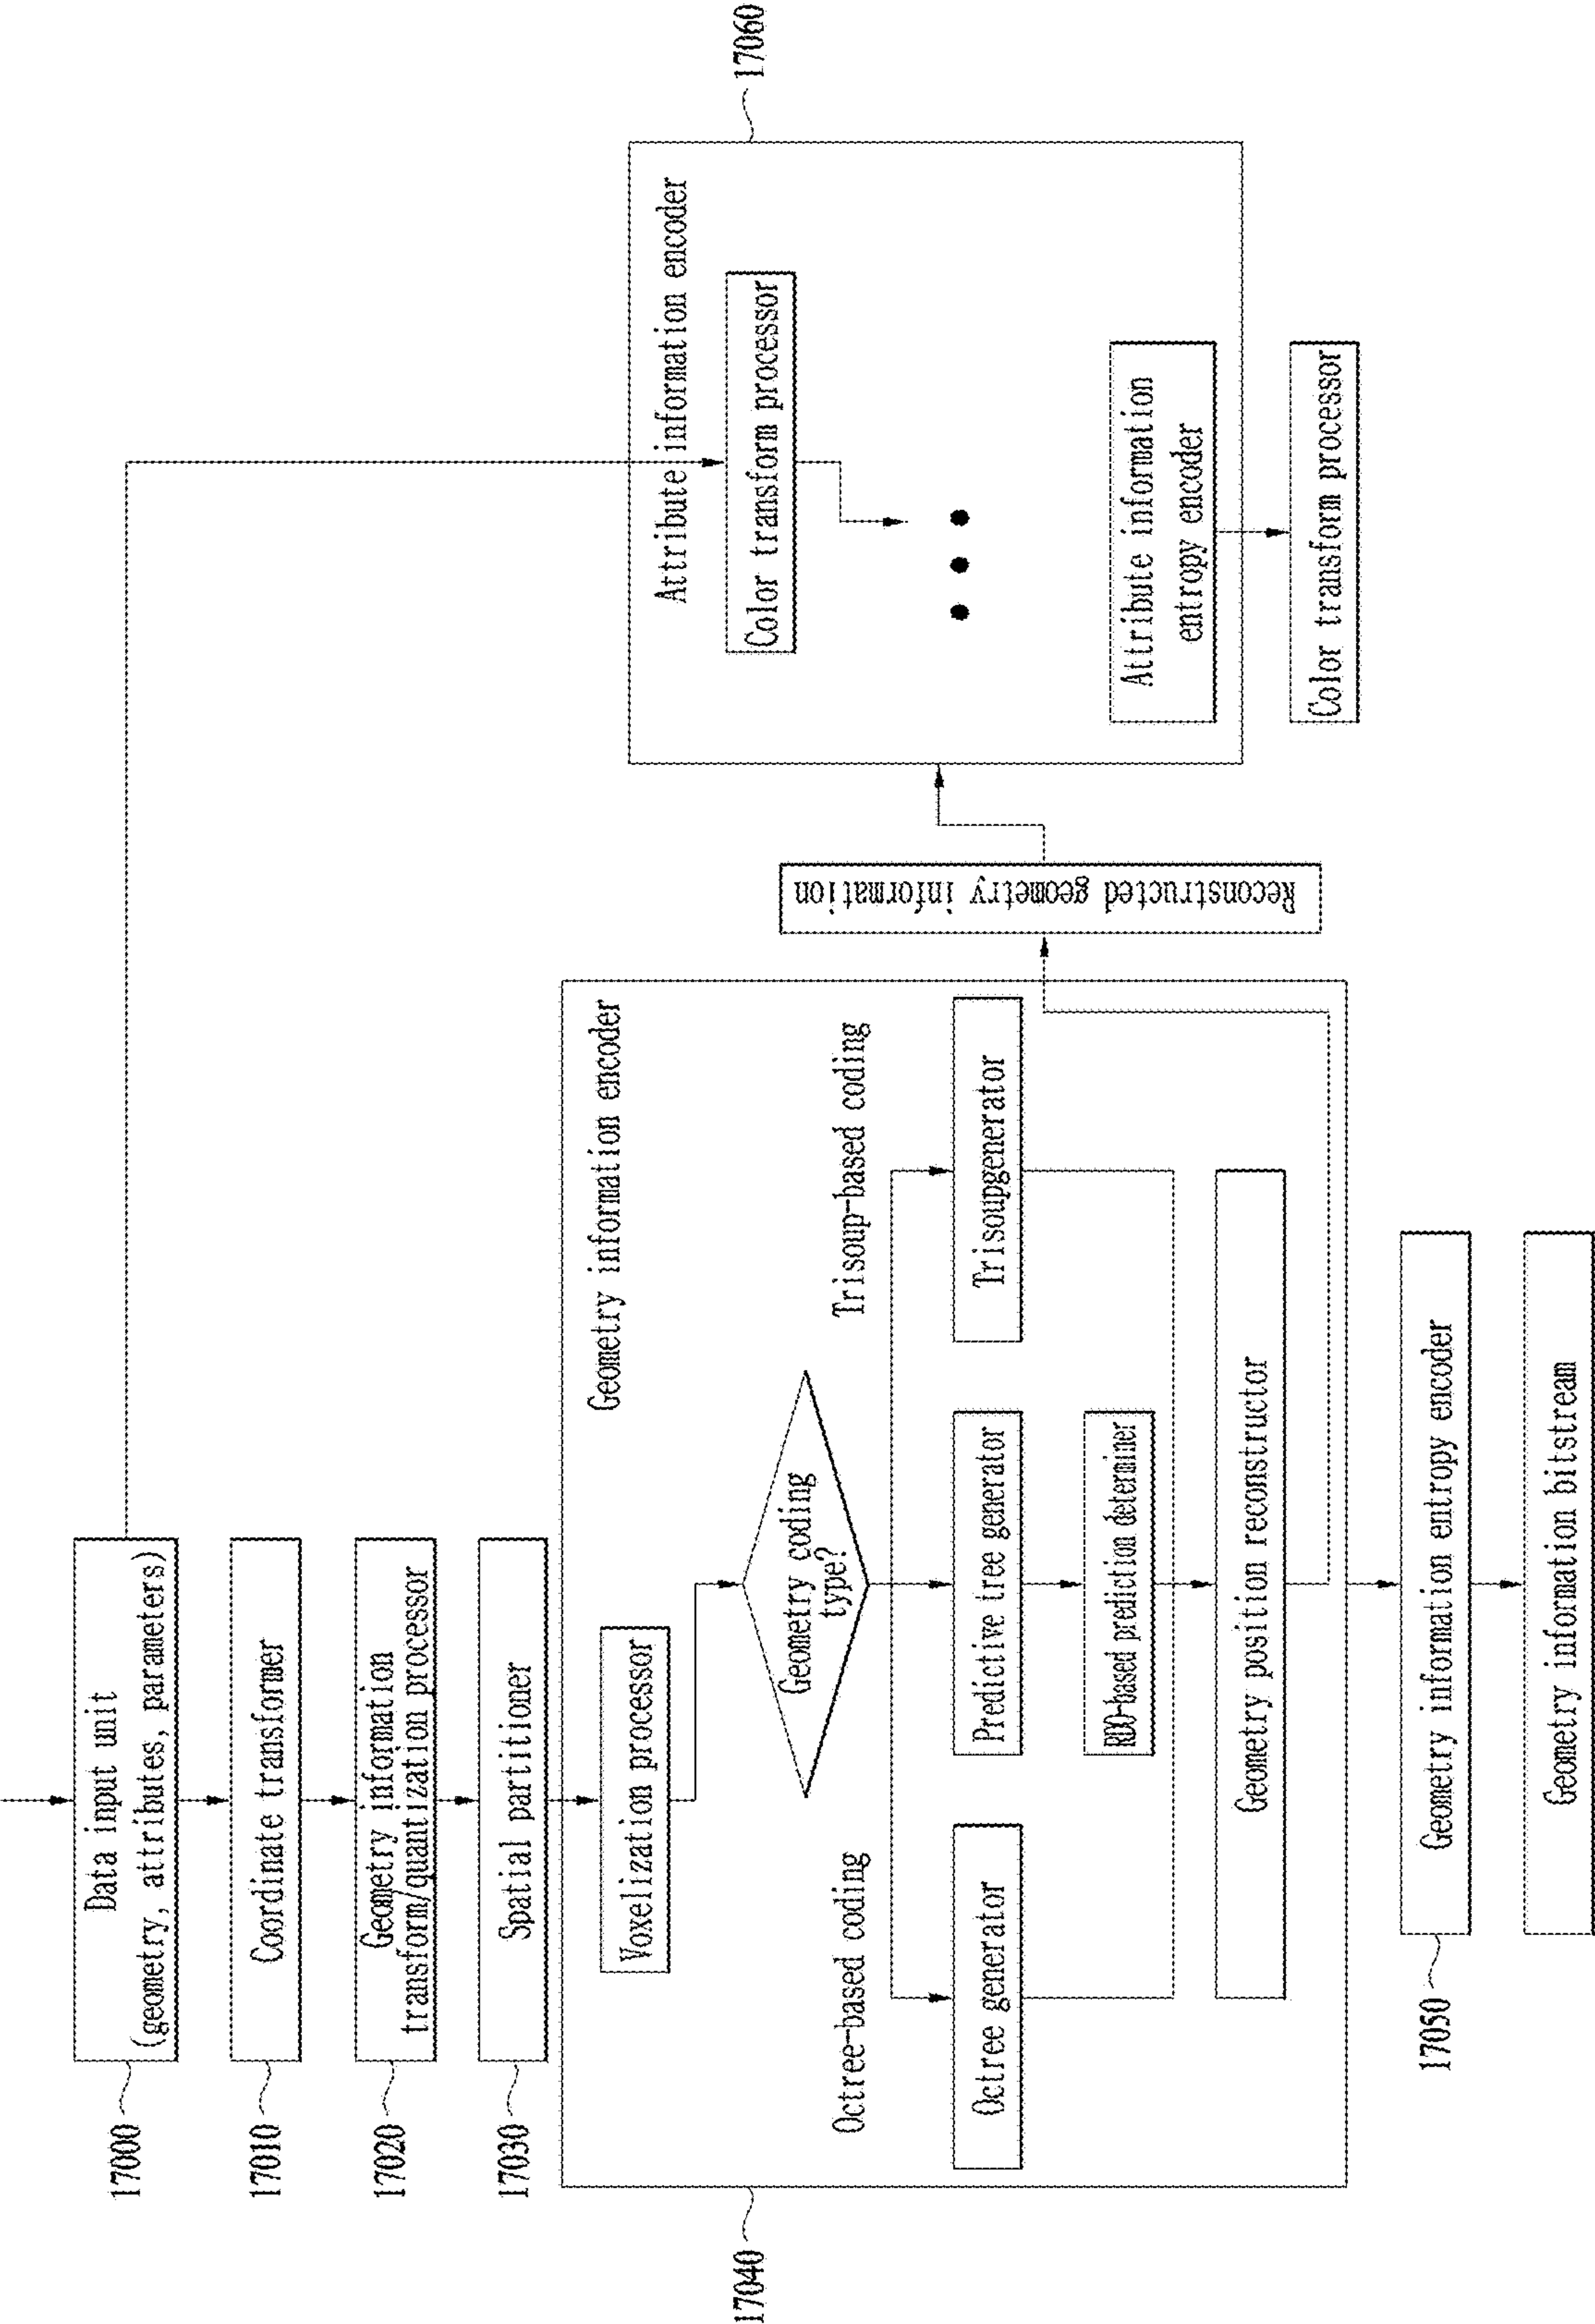 17000
Data input unit
(geometry, attributes, parameters)
17010
Coordinate transformer
17020
Geometry information
transform/quantization processor
17030
Spatial partitioner
17040
Geometry information encoder
Voxelization processor
Geometry coding
type?
Octree-based coding
Trisoup-based coding
Octree generator
Predictive tree generator
Trisoupgenerator
RDO-based prediction determiner
Geometry position reconstructor
17050
Geometry information entropy encoder
Geometry information bitstream
Reconstructed geometry information
17060
Attribute information encoder
Color transform processor
Attribute information
entropy encoder
Color transform processor